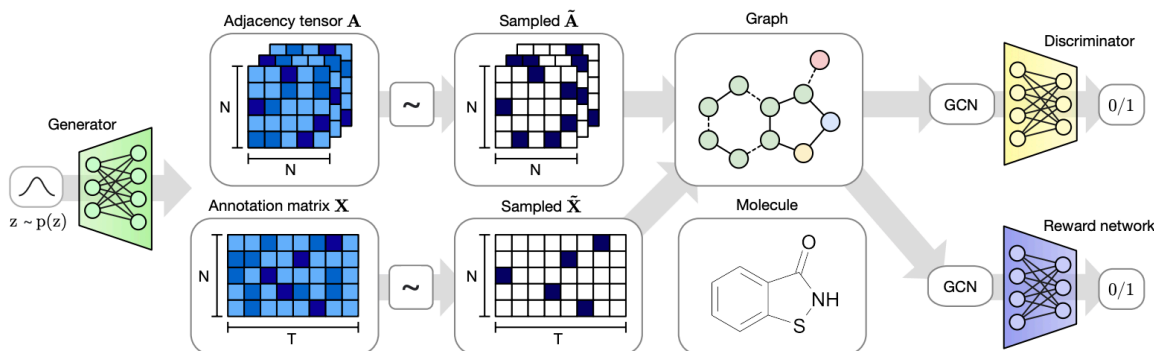 Adjacency tensor A
Sampled Ã
Graph
Discriminator
N
N
~
N
N
GCN
0/1
Generator
z ~ p(z)
Annotation matrix X
Sampled X̃
Molecule
Reward network
N
T
~
N
T
O
NH
S
GCN
0/1